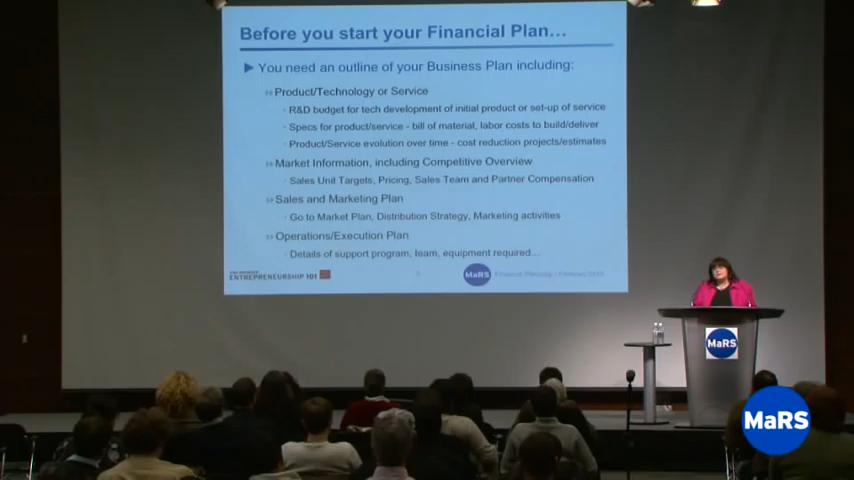 Before you start your Financial Plan…
You need an outline of your Business Plan including:
Product/Technology or Service
R&D budget for tech development of initial product or set-up of service
Specs for product/service - bill of material, labor costs to build/deliver
Product/Service evolution over time - cost reduction projects/estimates
Market Information, including Competitive Overview
Sales Unit Targets, Pricing, Sales Team and Partner Compensation
Sales and Marketing Plan
Go to Market Plan, Distribution Strategy, Marketing activities
Operations/Execution Plan
Details of support program, team, equipment required…
ENTREPRENEURSHIP 101
MaRS
Financial Planning - February
MaRS
MaRS